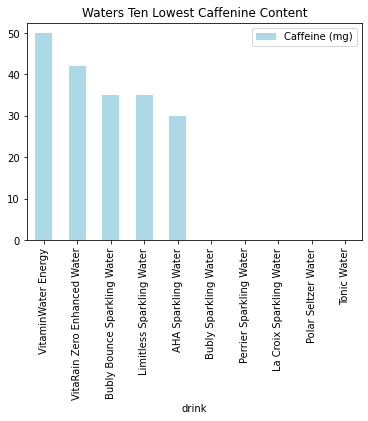 Waters Ten Lowest Caffenine Content
Caffeine (mg)
50
40
30
20
10
0
VitaminWater Energy
VitaRain Zero Enhanced Water
Bubly Bounce Sparkling Water
Limitless Sparkling Water
AHA Sparkling Water
Bubly Sparkling Water
Perrier Sparkling Water
La Croix Sparkling Water
Polar Seltzer Water
Tonic Water
drink